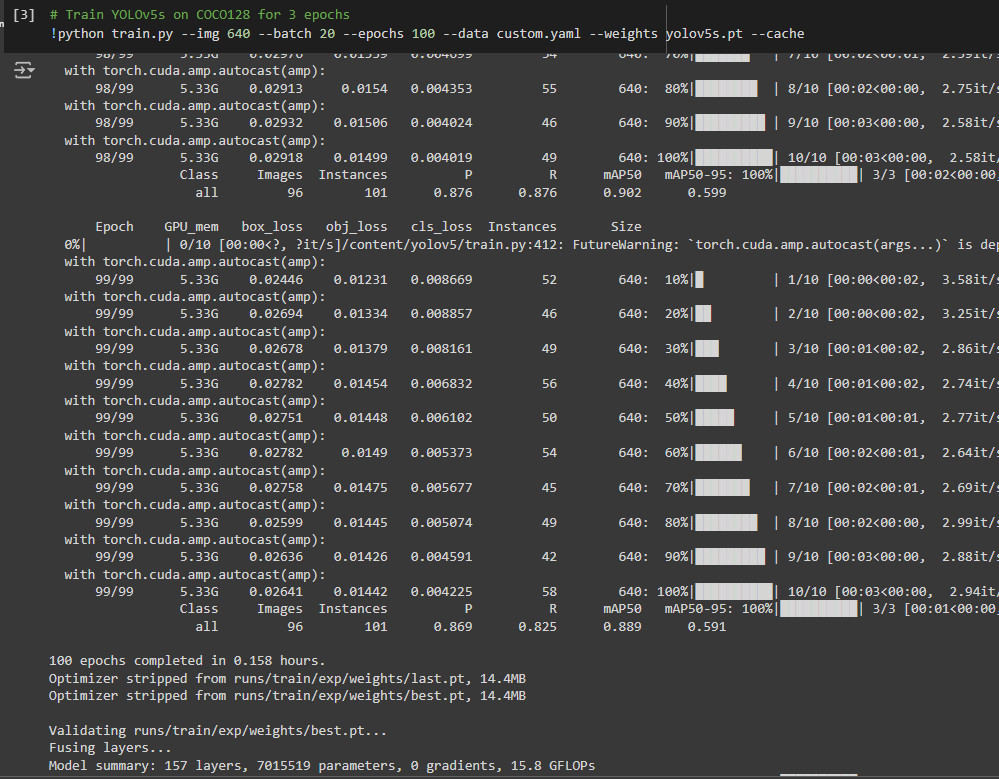 [3] # Train YOLOv5s on COCO128 for 3 epochs
!python train.py --img 640 --batch 20 --epochs 100 --data custom.yaml --weights yolov5s.pt --cache
98/99 5.33G 0.02976 0.01539 0.004699 54 640: 70%| | 7/10 [00:02<00:01, 2.59it/s
with torch.cuda.amp.autocast(amp):
98/99 5.33G 0.02913 0.0154 0.004353 55 640: 80%| | 8/10 [00:02<00:00, 2.75it/s
with torch.cuda.amp.autocast(amp):
98/99 5.33G 0.02932 0.01506 0.004024 46 640: 90%| | 9/10 [00:03<00:00, 2.58it/s
with torch.cuda.amp.autocast(amp):
98/99 5.33G 0.02918 0.01499 0.004019 49 640: 100%| | 10/10 [00:03<00:00, 2.58it
Class Images Instances P R mAP50 mAP50-95: 100%| | 3/3 [00:02<00:00,
all 96 101 0.876 0.876 0.902 0.599
Epoch GPU_mem box_loss obj_loss cls_loss Instances Size
0%| | 0/10 [00:00<?, ?it/s]/content/yolov5/train.py:412: FutureWarning: `torch.cuda.amp.autocast(args...)` is dep
with torch.cuda.amp.autocast(amp):
99/99 5.33G 0.02446 0.01231 0.008669 52 640: 10%| | 1/10 [00:00<00:02, 3.58it/s
with torch.cuda.amp.autocast(amp):
99/99 5.33G 0.02694 0.01334 0.008857 46 640: 20%| | 2/10 [00:00<00:02, 3.25it/s
with torch.cuda.amp.autocast(amp):
99/99 5.33G 0.02678 0.01379 0.008161 49 640: 30%| | 3/10 [00:01<00:02, 2.86it/s
with torch.cuda.amp.autocast(amp):
99/99 5.33G 0.02782 0.01454 0.006832 56 640: 40%| | 4/10 [00:01<00:02, 2.74it/s
with torch.cuda.amp.autocast(amp):
99/99 5.33G 0.02751 0.01448 0.006102 50 640: 50%| | 5/10 [00:01<00:01, 2.77it/s
with torch.cuda.amp.autocast(amp):
99/99 5.33G 0.02782 0.0149 0.005373 54 640: 60%| | 6/10 [00:02<00:01, 2.64it/s
with torch.cuda.amp.autocast(amp):
99/99 5.33G 0.02758 0.01475 0.005677 45 640: 70%| | 7/10 [00:02<00:01, 2.69it/s
with torch.cuda.amp.autocast(amp):
99/99 5.33G 0.02599 0.01445 0.005074 49 640: 80%| | 8/10 [00:02<00:00, 2.99it/s
with torch.cuda.amp.autocast(amp):
99/99 5.33G 0.02636 0.01426 0.004591 42 640: 90%| | 9/10 [00:03<00:00, 2.88it/s
with torch.cuda.amp.autocast(amp):
99/99 5.33G 0.02641 0.01442 0.004225 58 640: 100%| | 10/10 [00:03<00:00, 2.94it
Class Images Instances P R mAP50 mAP50-95: 100%| | 3/3 [00:01<00:00,
all 96 101 0.869 0.825 0.889 0.591
100 epochs completed in 0.158 hours.
Optimizer stripped from runs/train/exp/weights/last.pt, 14.4MB
Optimizer stripped from runs/train/exp/weights/best.pt, 14.4MB
Validating runs/train/exp/weights/best.pt...
Fusing layers...
Model summary: 157 layers, 7015519 parameters, 0 gradients, 15.8 GFLOPs